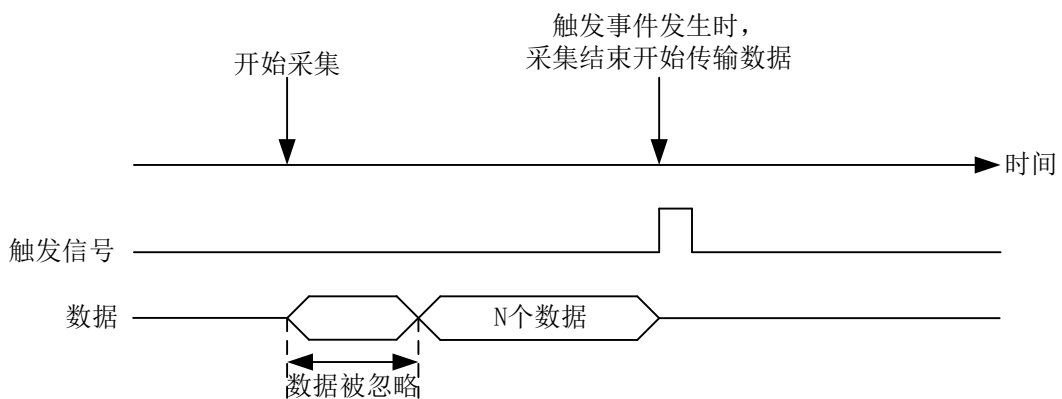 触发事件发生时，
采集结束开始传输数据
开始采集
时间
触发信号
数据
N个数据
数据被忽略